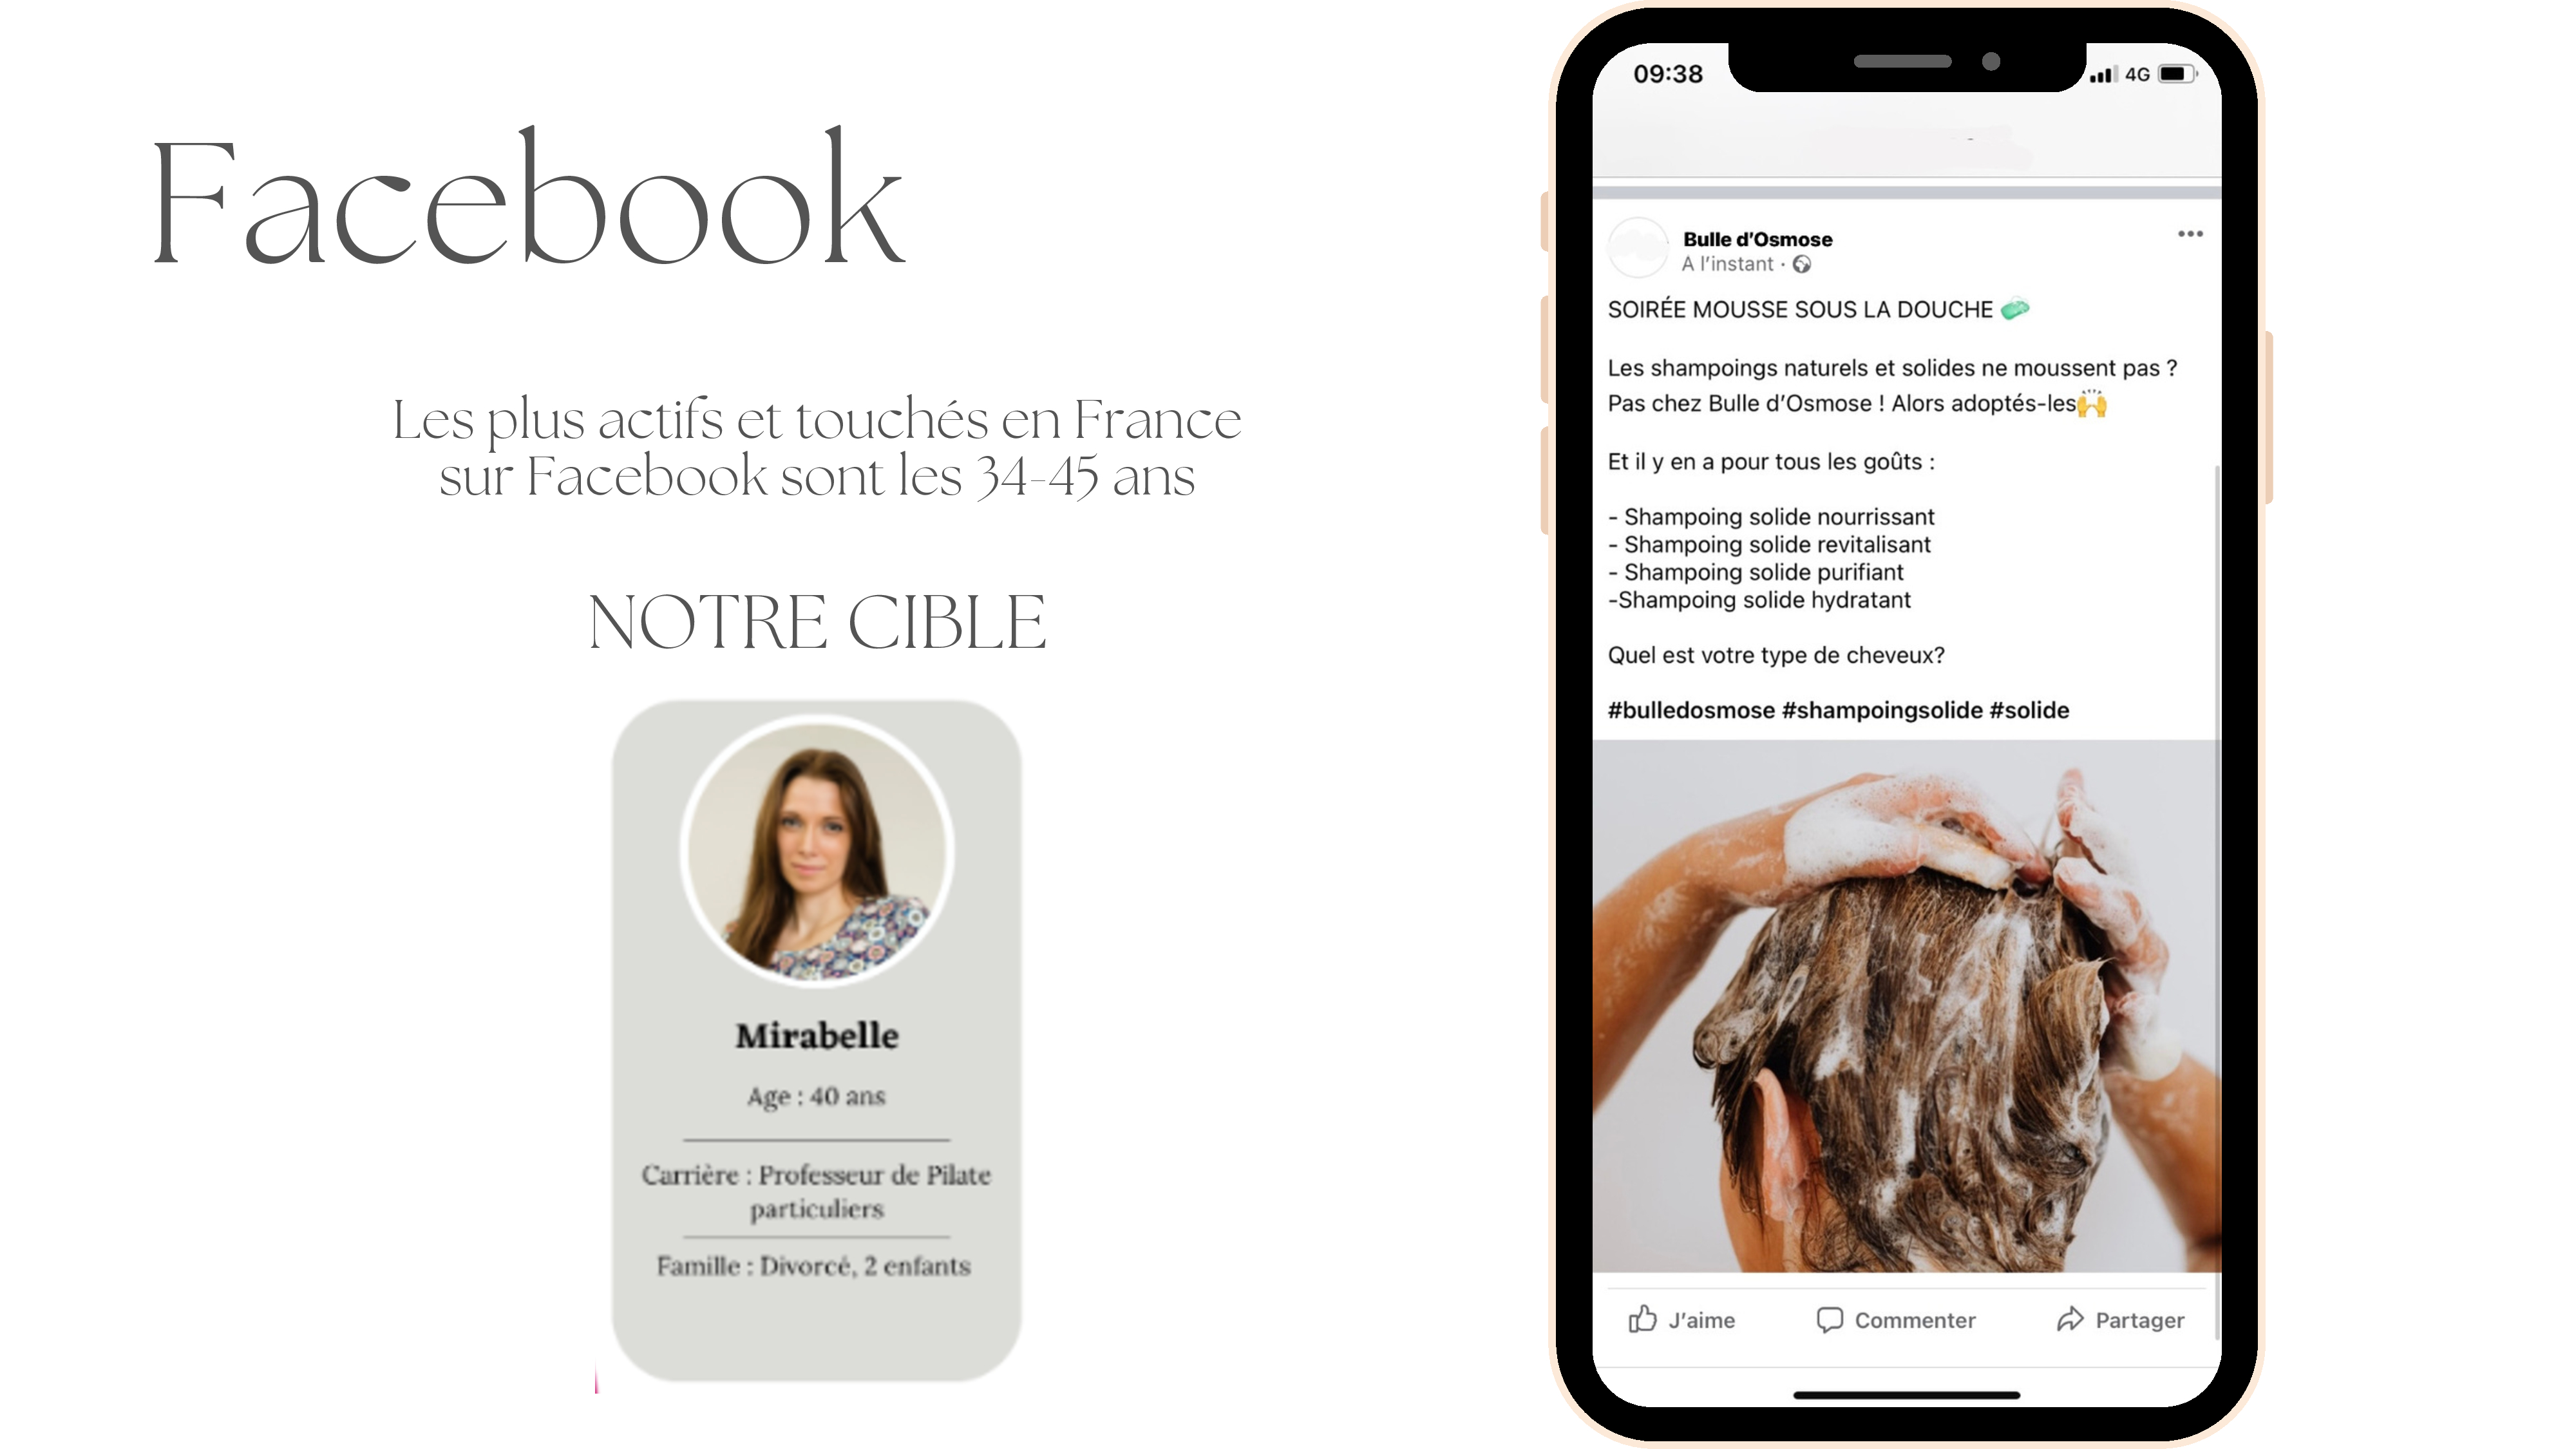 Facebook
Les plus actifs et touchés en France
sur Facebook sont les 34-45 ans
NOTRE CIBLE
Mirabelle
Age : 40 ans
Carrière : Professeur de Pilate
particuliers
Famille : Divorcé, 2 enfants
09:38
4G
Bulle d'Osmose
A l'instant ·
SOIRÉE MOUSSE SOUS LA DOUCHE 🧼
Les shampoings naturels et solides ne moussent pas ?
Pas chez Bulle d'Osmose ! Alors adoptés-les🙌
Et il y en a pour tous les goûts :
- Shampoing solide nourrissant
- Shampoing solide revitalisant
- Shampoing solide purifiant
-Shampoing solide hydratant
Quel est votre type de cheveux?
#bulledosmose #shampoingsolide #solide
J'aime
Commenter
Partager